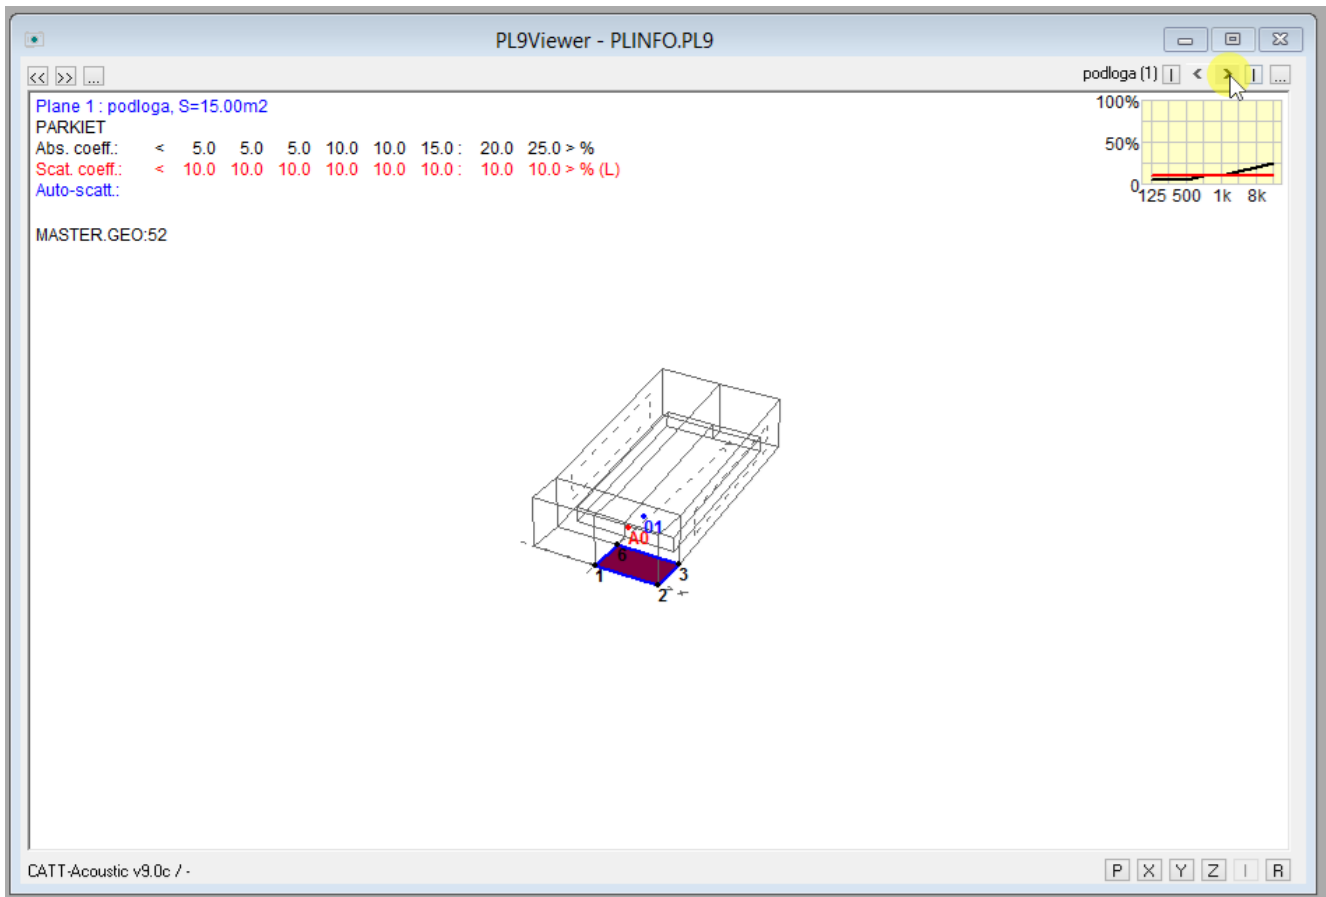 PL9Viewer - PLINFO.PL9
<< >> ... podloga (1) | < > | ...
Plane 1 : podloga, S=15.00m2
PARKIET
Abs. coeff.: < 5.0 5.0 5.0 10.0 10.0 15.0 : 20.0 25.0 > %
Scat. coeff.: < 10.0 10.0 10.0 10.0 10.0 10.0 : 10.0 10.0 > % (L)
Auto-scatt.:
MASTER.GEO:52
100%
50%
0
125 500 1k 8k
01
A0
6
1
3
2
CATT-Acoustic v9.0c / -
P X Y Z I R